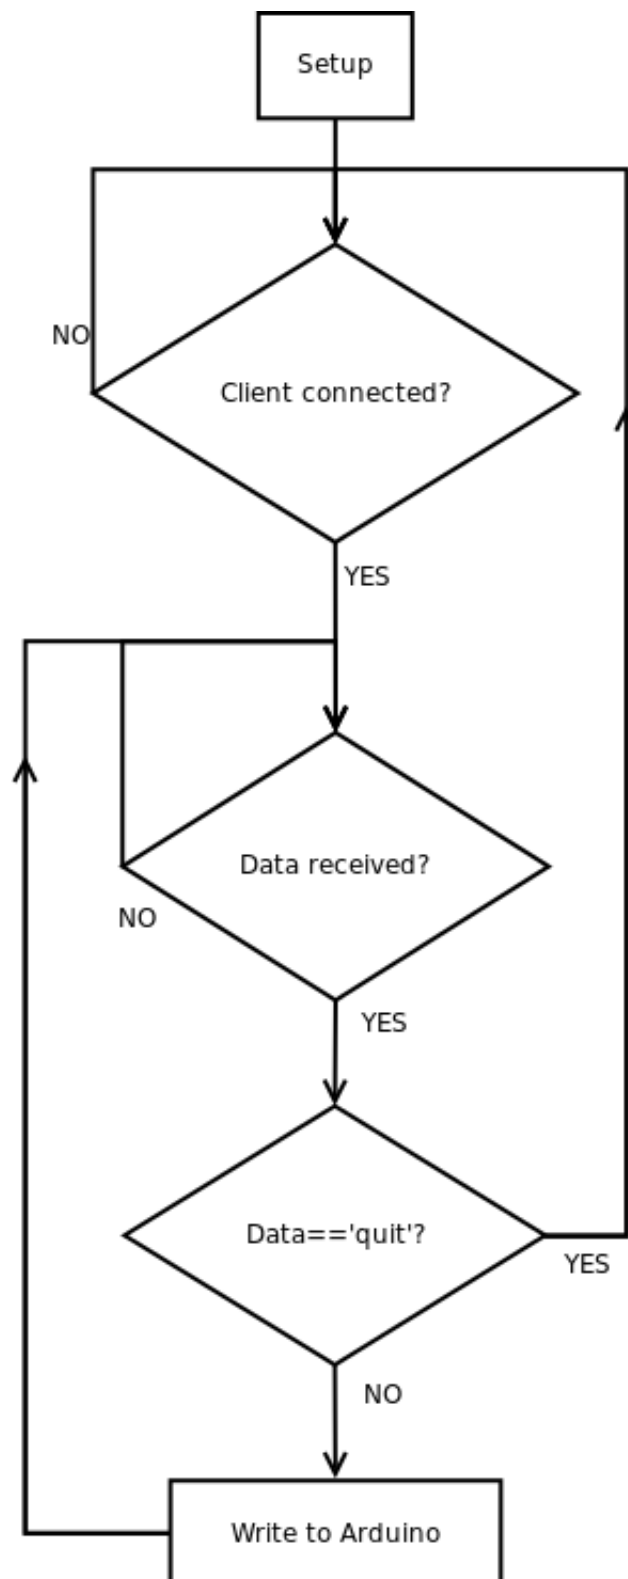 Setup
NO
Client connected?
YES
Data received?
NO
YES
Data=='quit'?
YES
NO
Write to Arduino